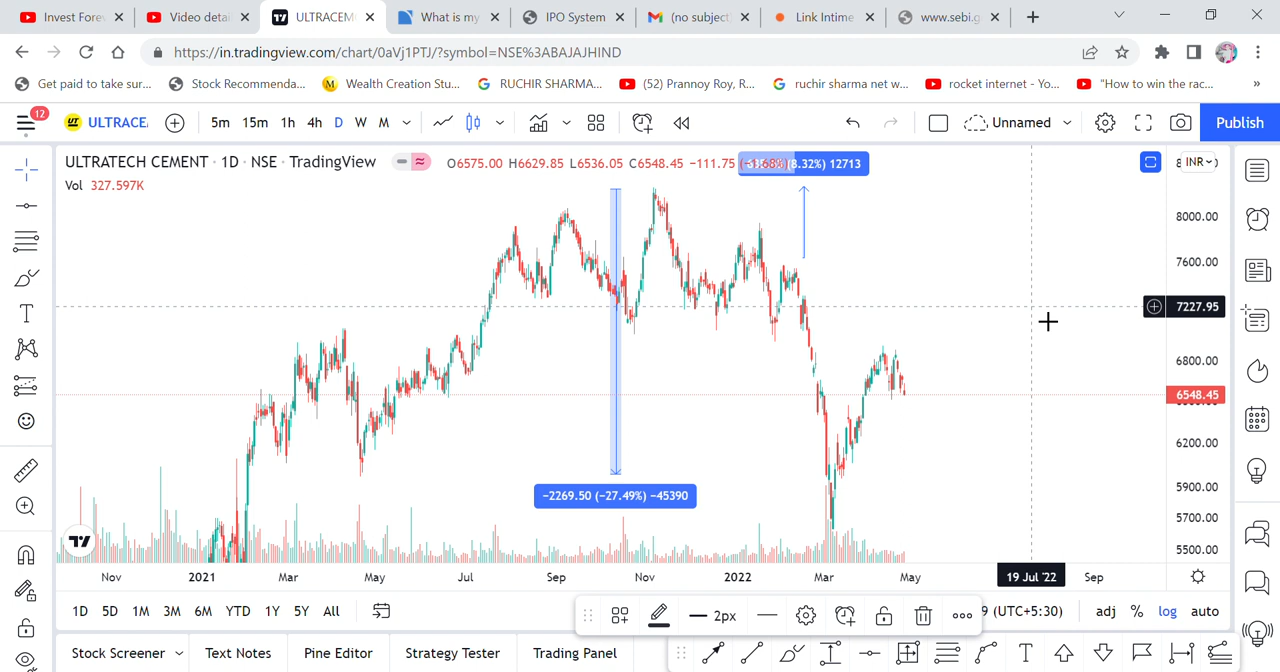 Invest Fores
Video detai
ULTRACEM
What is my
IPO System
(no subject
Link Intime
www.sebi.g
https://in.tradingview.com/chart/0aVj1PTJ/?symbol=NSE%3ABAJAJHIND
Get paid to take sur...
Stock Recommenda...
M Wealth Creation Stu...
RUCHIR SHARMA...
(52) Prannoy Roy, R...
ruchir sharma net w...
rocket internet - Yo...
"How to win the rac...
»
12
UT ULTRACE
5m 15m 1h 4h D W M
Unnamed
Publish
ULTRATECH CEMENT · 1D · NSE · TradingView
O6575.00 H6629.85 L6536.05 C6548.45 −111.75 (−1.68%)
(8.32%) 12713
INR
Vol 327.597K
8000.00
7600.00
7227.95
6800.00
6548.45
6200.00
5900.00
5700.00
5500.00
−2269.50 (−27.49%) −45390
Nov 2021 Mar May Jul Sep Nov 2022 Mar May 19 Jul '22 Sep
1D 5D 1M 3M 6M YTD 1Y 5Y All
2px
9 (UTC+5:30) adj % log auto
Stock Screener Text Notes Pine Editor Strategy Tester Trading Panel